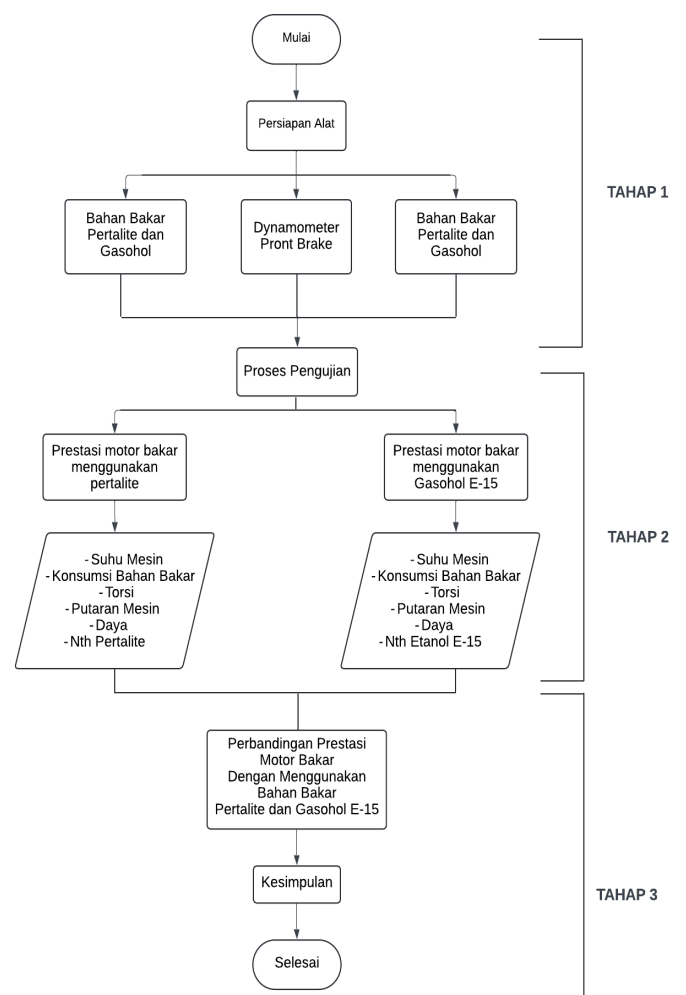 Mulai
Persiapan Alat
TAHAP 1
Bahan Bakar
Pertalite dan
Gasohol
Dynamometer
Pront Brake
Bahan Bakar
Pertalite dan
Gasohol
Proses Pengujian
Prestasi motor bakar
menggunakan
pertalite
Prestasi motor bakar
menggunakan
Gasohol E-15
TAHAP 2
- Suhu Mesin
- Konsumsi Bahan Bakar
- Torsi
- Putaran Mesin
- Daya
- Nth Pertalite
- Suhu Mesin
- Konsumsi Bahan Bakar
- Torsi
- Putaran Mesin
- Daya
- Nth Etanol E-15
Perbandingan Prestasi
Motor Bakar
Dengan Menggunakan
Bahan Bakar
Pertalite dan Gasohol E-15
Kesimpulan
TAHAP 3
Selesai